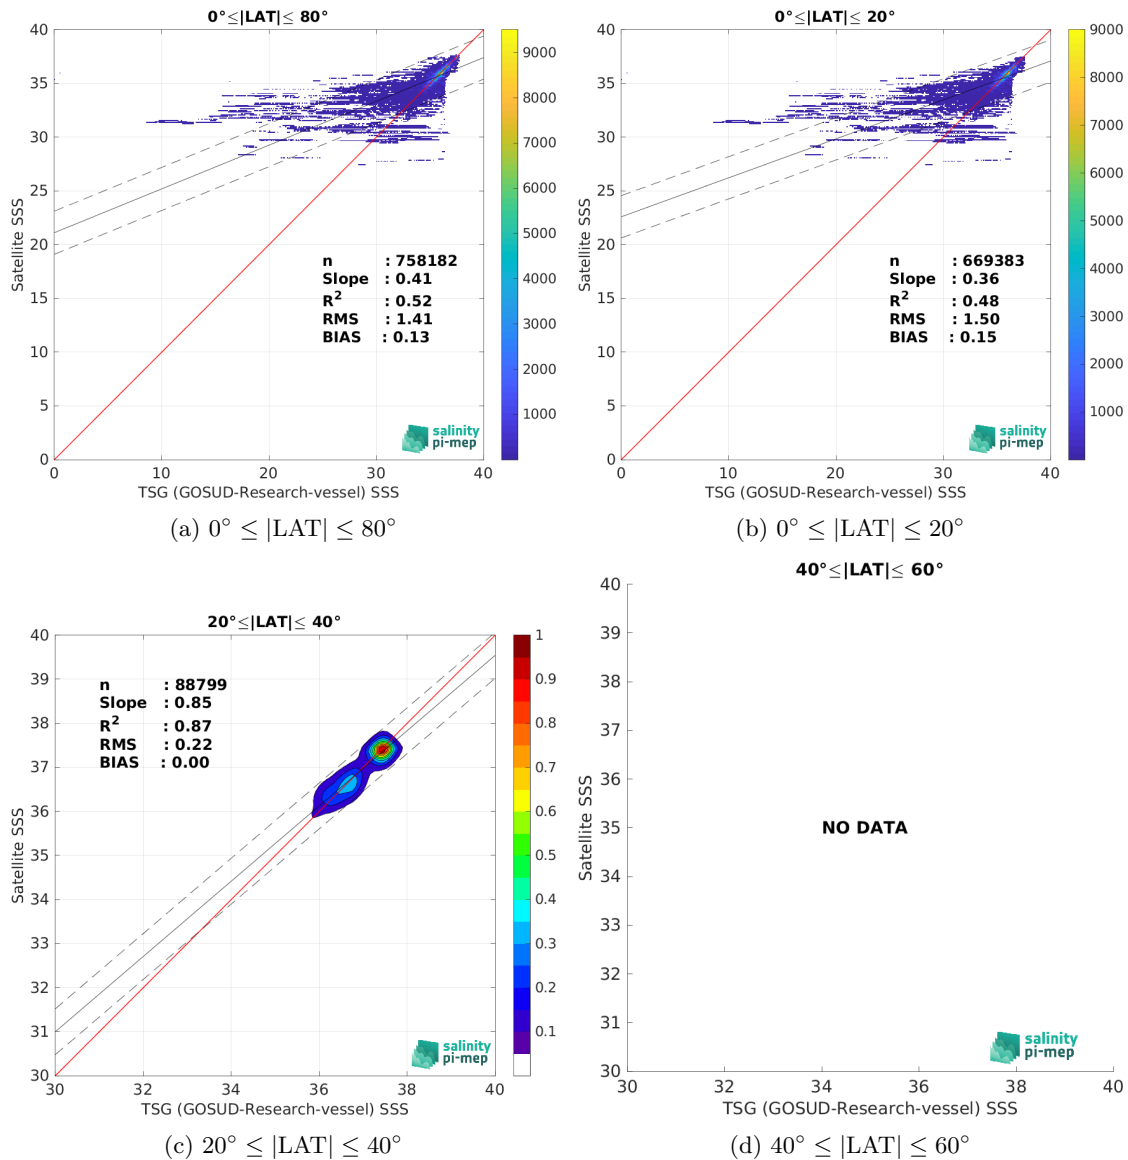 0°≤|LAT|≤ 80°
40
35
30
25
20
15
10
5
0
0
10
20
30
40
Satellite SSS
TSG (GOSUD-Research-vessel) SSS
n : 758182
Slope : 0.41
R² : 0.52
RMS : 1.41
BIAS : 0.13
salinity
pi-mep
9000
8000
7000
6000
5000
4000
3000
2000
1000
(a) 0° ≤ |LAT| ≤ 80°
0°≤|LAT|≤ 20°
40
35
30
25
20
15
10
5
0
0
10
20
30
40
Satellite SSS
TSG (GOSUD-Research-vessel) SSS
n : 669383
Slope : 0.36
R² : 0.48
RMS : 1.50
BIAS : 0.15
salinity
pi-mep
9000
8000
7000
6000
5000
4000
3000
2000
1000
(b) 0° ≤ |LAT| ≤ 20°
20°≤|LAT|≤ 40°
40
39
38
37
36
35
34
33
32
31
30
30
32
34
36
38
40
Satellite SSS
TSG (GOSUD-Research-vessel) SSS
n : 88799
Slope : 0.85
R² : 0.87
RMS : 0.22
BIAS : 0.00
salinity
pi-mep
1
0.9
0.8
0.7
0.6
0.5
0.4
0.3
0.2
0.1
(c) 20° ≤ |LAT| ≤ 40°
40°≤|LAT|≤ 60°
40
39
38
37
36
35
34
33
32
31
30
30
32
34
36
38
40
Satellite SSS
TSG (GOSUD-Research-vessel) SSS
NO DATA
salinity
pi-mep
(d) 40° ≤ |LAT| ≤ 60°